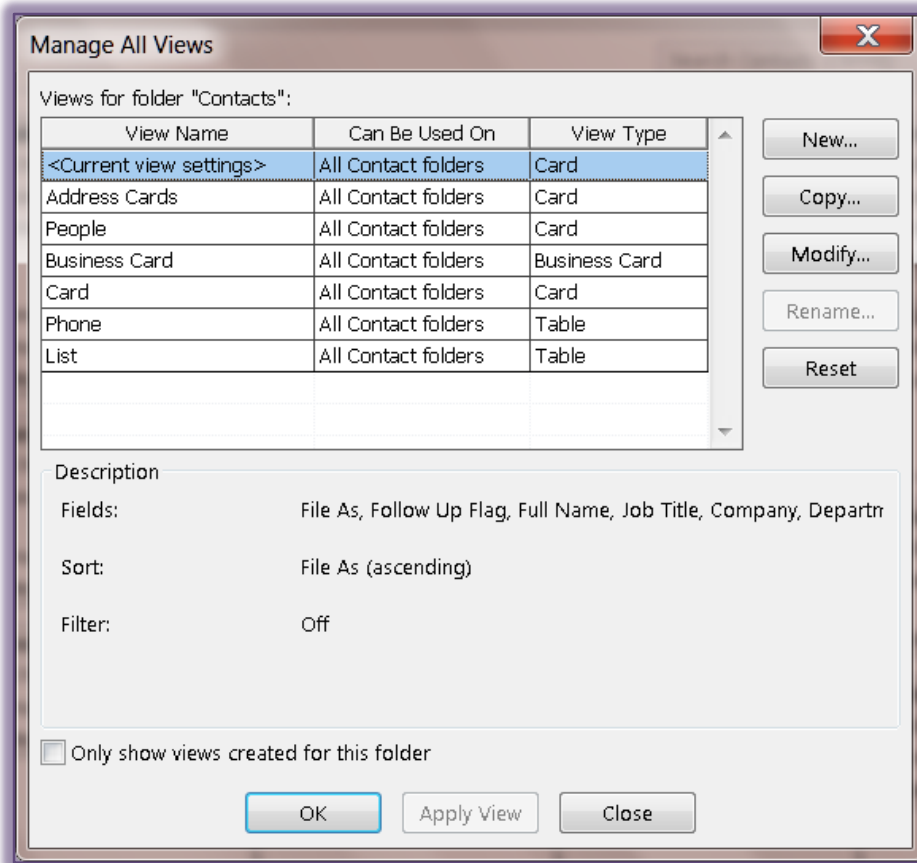 Manage All Views
Views for folder "Contacts":
View Name Can Be Used On View Type
<Current view settings> All Contact folders Card
Address Cards All Contact folders Card
People All Contact folders Card
Business Card All Contact folders Business Card
Card All Contact folders Card
Phone All Contact folders Table
List All Contact folders Table
New...
Copy...
Modify...
Rename...
Reset
Description
Fields: File As, Follow Up Flag, Full Name, Job Title, Company, Departm
Sort: File As (ascending)
Filter: Off
Only show views created for this folder
OK Apply View Close